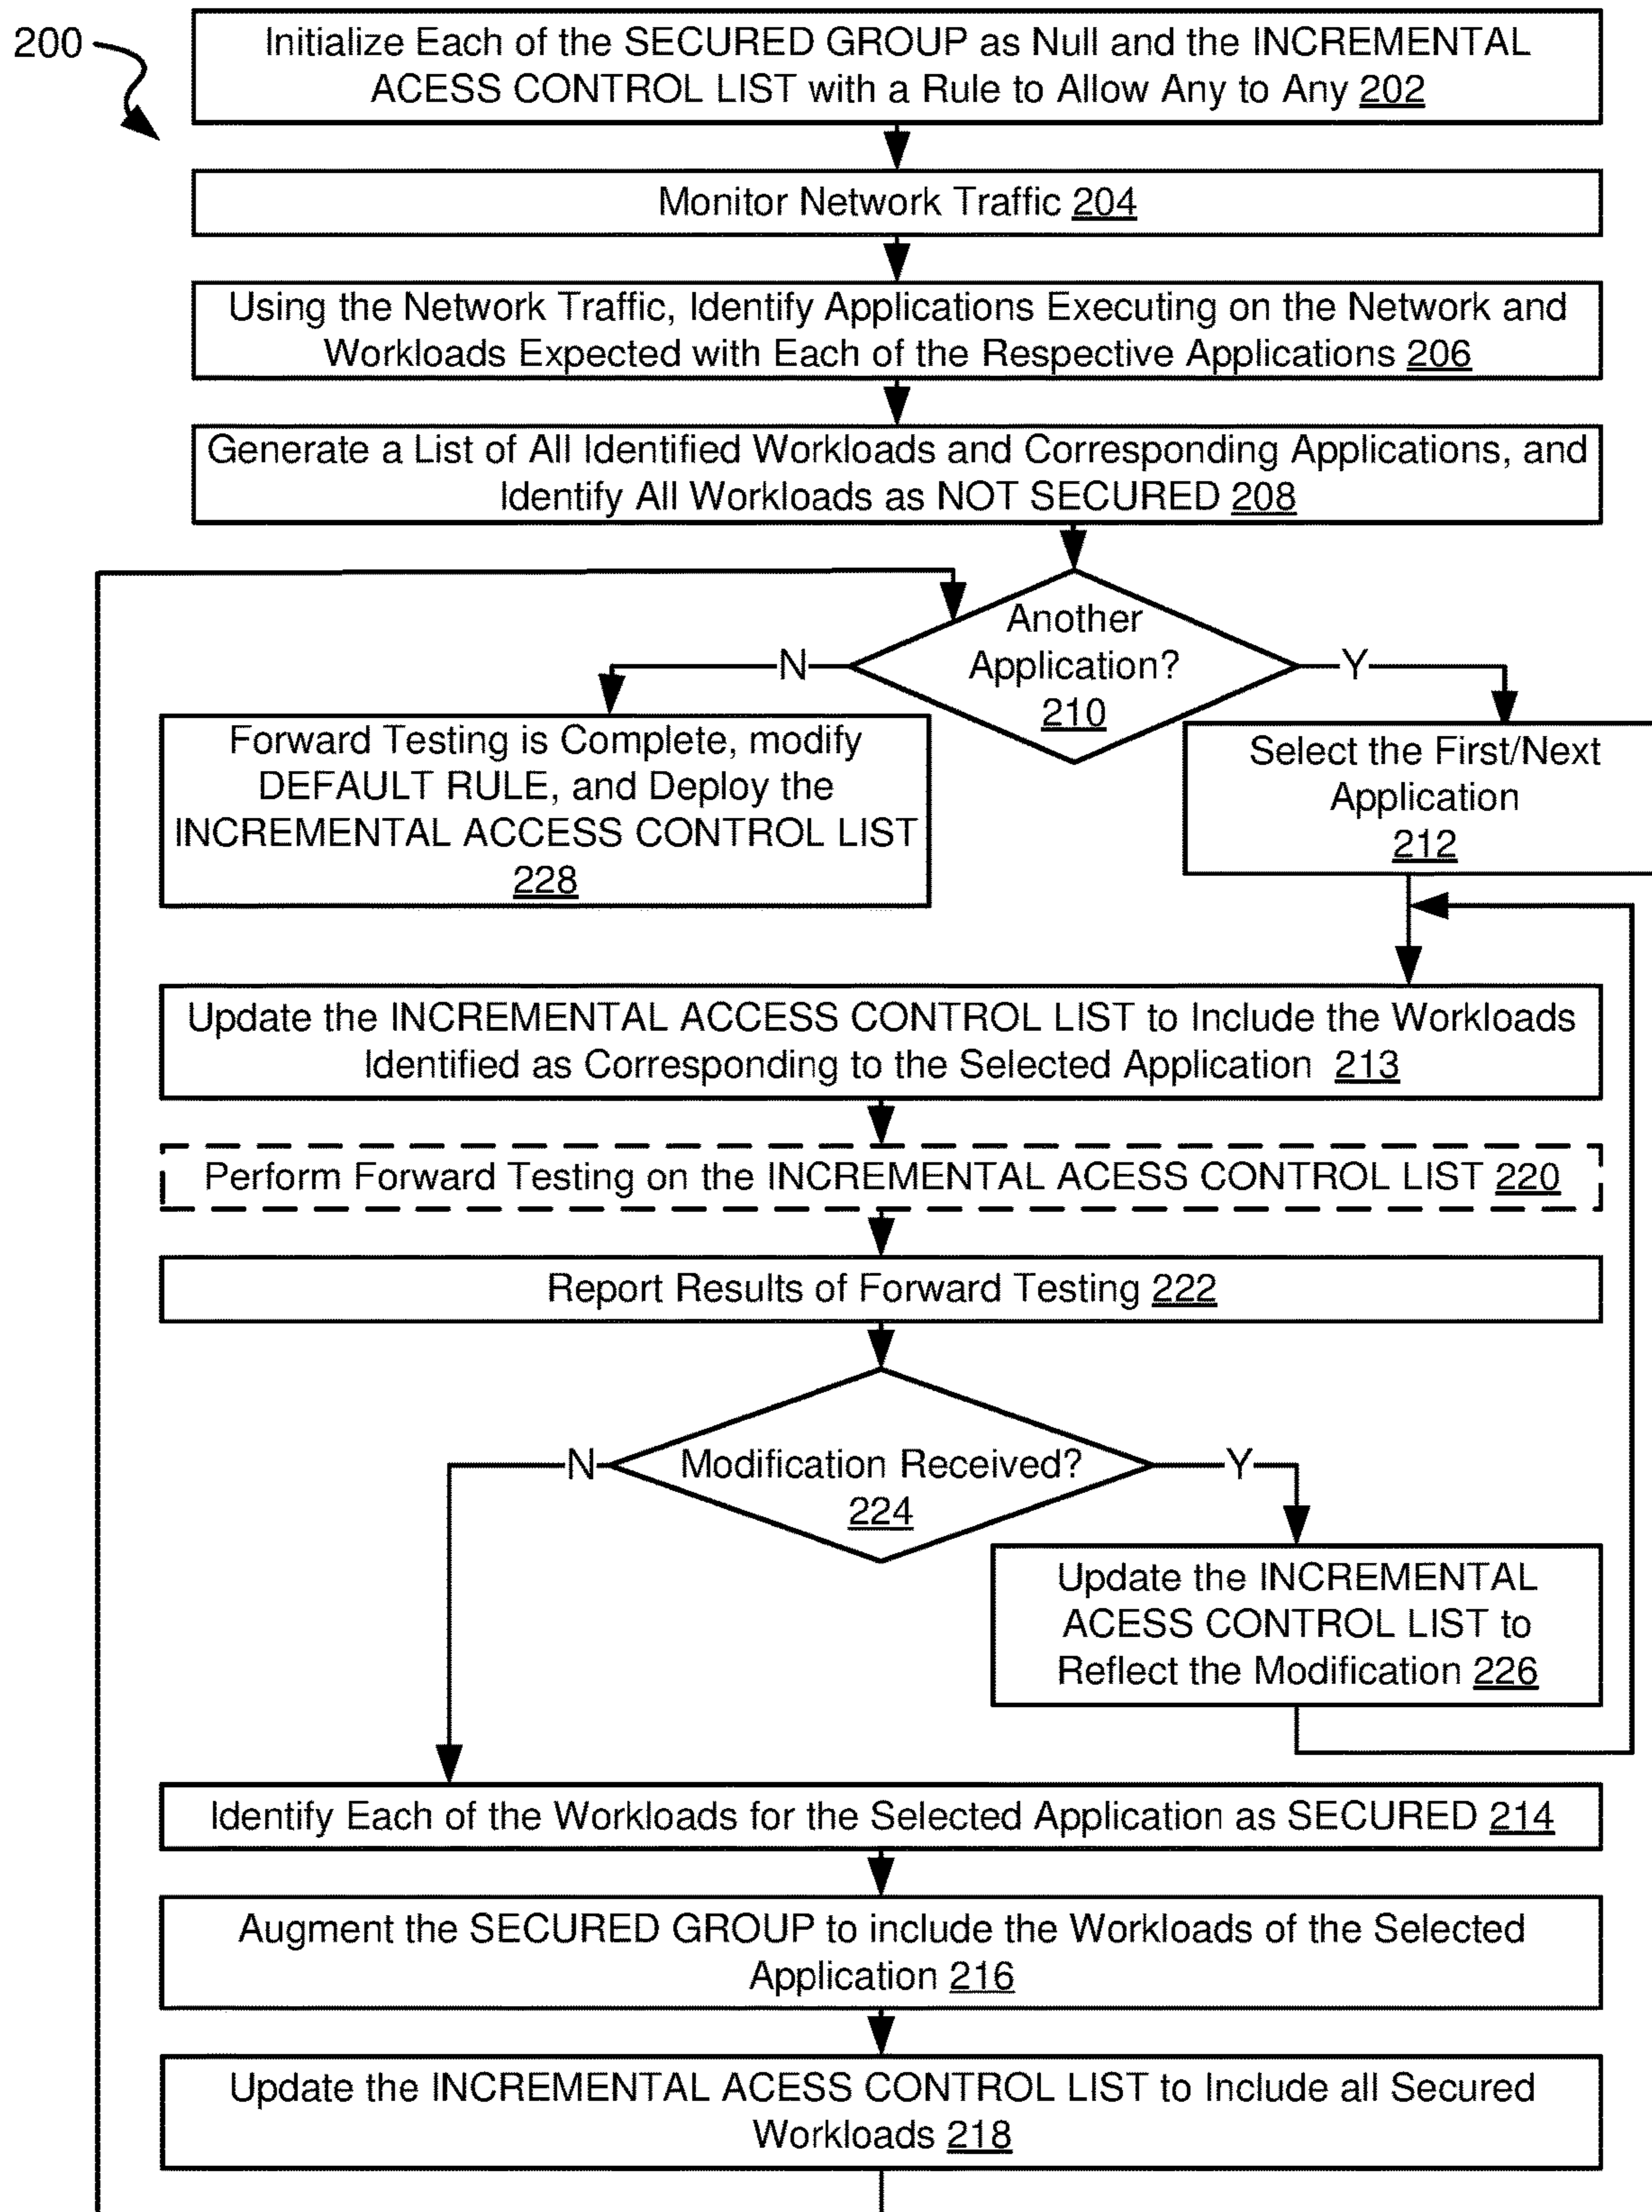 200
Initialize Each of the SECURED GROUP as Null and the INCREMENTAL
ACESS CONTROL LIST with a Rule to Allow Any to Any 202
Monitor Network Traffic 204
Using the Network Traffic, Identify Applications Executing on the Network and
Workloads Expected with Each of the Respective Applications 206
Generate a List of All Identified Workloads and Corresponding Applications, and
Identify All Workloads as NOT SECURED 208
Another
Application?
210
N
Y
Forward Testing is Complete, modify
DEFAULT RULE, and Deploy the
INCREMENTAL ACCESS CONTROL LIST
228
Select the First/Next
Application
212
Update the INCREMENTAL ACCESS CONTROL LIST to Include the Workloads
Identified as Corresponding to the Selected Application 213
Perform Forward Testing on the INCREMENTAL ACESS CONTROL LIST 220
Report Results of Forward Testing 222
N
Modification Received?
Y
224
Update the INCREMENTAL
ACESS CONTROL LIST to
Reflect the Modification 226
Identify Each of the Workloads for the Selected Application as SECURED 214
Augment the SECURED GROUP to include the Workloads of the Selected
Application 216
Update the INCREMENTAL ACESS CONTROL LIST to Include all Secured
Workloads 218